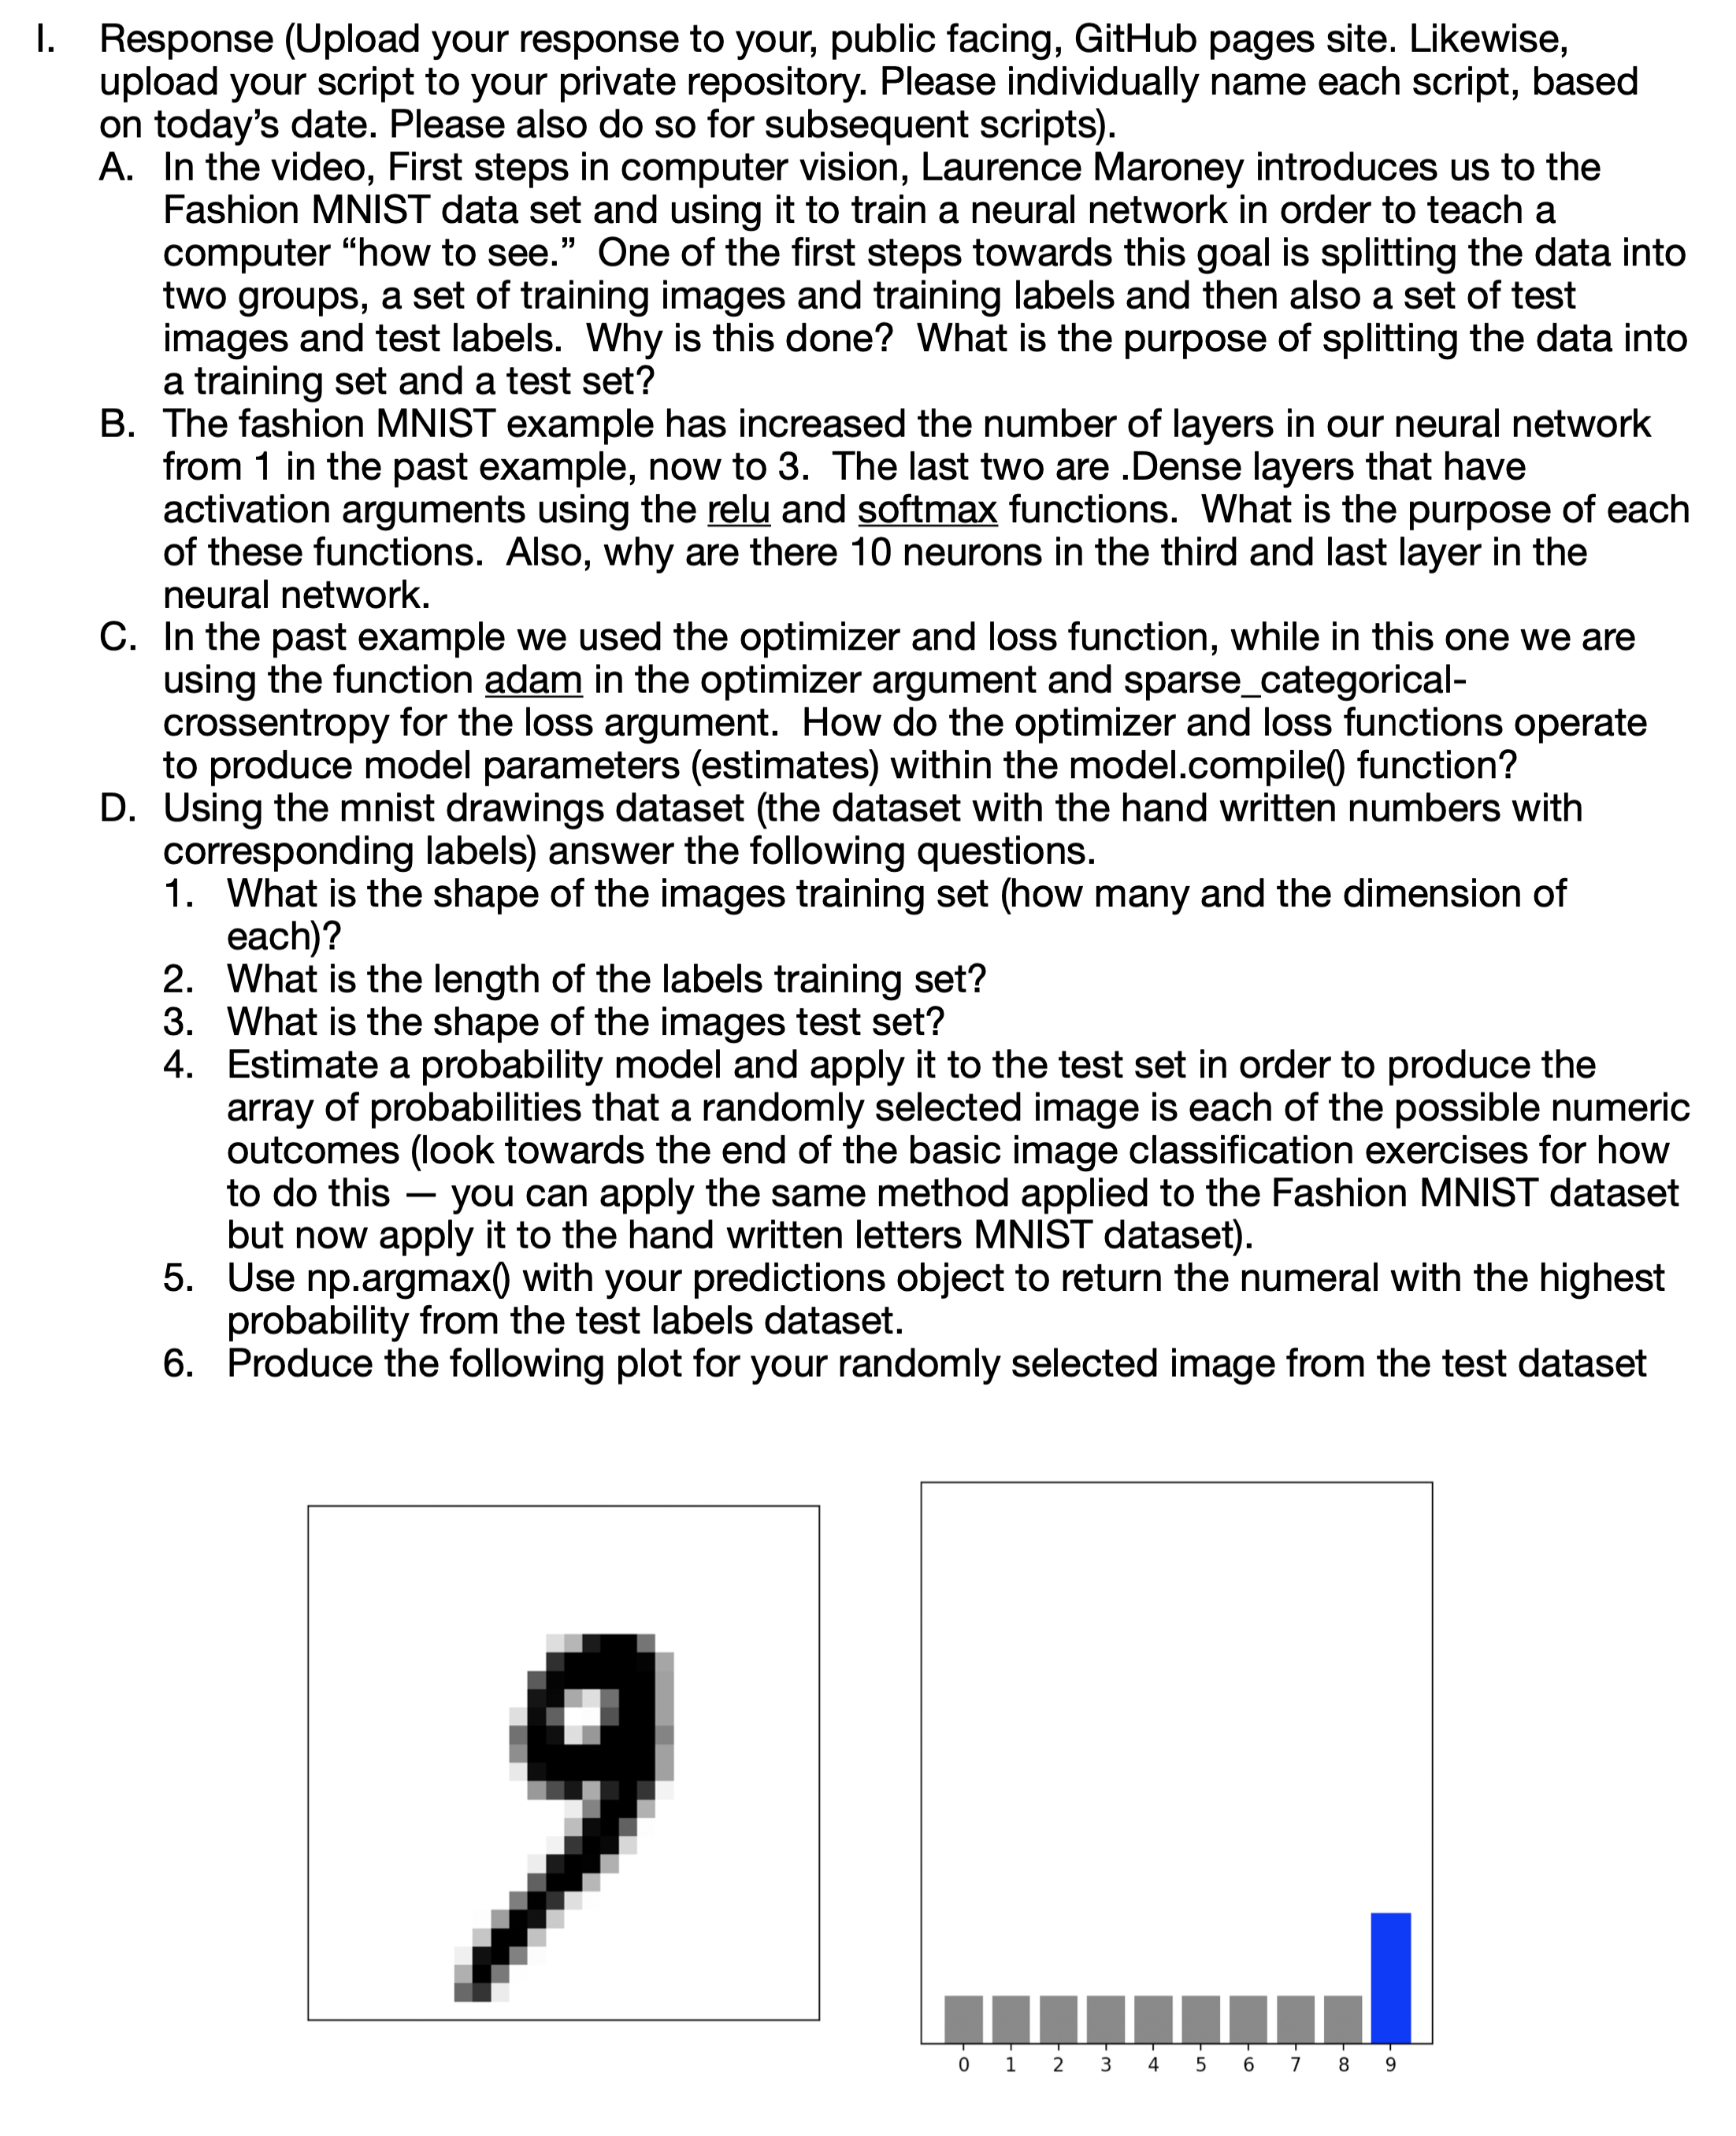 I. Response (Upload your response to your, public facing, GitHub pages site. Likewise,
upload your script to your private repository. Please individually name each script, based
on today's date. Please also do so for subsequent scripts).
A. In the video, First steps in computer vision, Laurence Maroney introduces us to the
Fashion MNIST data set and using it to train a neural network in order to teach a
computer “how to see.”  One of the first steps towards this goal is splitting the data into
two groups, a set of training images and training labels and then also a set of test
images and test labels.  Why is this done?  What is the purpose of splitting the data into
a training set and a test set?
B. The fashion MNIST example has increased the number of layers in our neural network
from 1 in the past example, now to 3.  The last two are .Dense layers that have
activation arguments using the relu and softmax functions.  What is the purpose of each
of these functions.  Also, why are there 10 neurons in the third and last layer in the
neural network.
C. In the past example we used the optimizer and loss function, while in this one we are
using the function adam in the optimizer argument and sparse_categorical-
crossentropy for the loss argument.  How do the optimizer and loss functions operate
to produce model parameters (estimates) within the model.compile() function?
D. Using the mnist drawings dataset (the dataset with the hand written numbers with
corresponding labels) answer the following questions.
1. What is the shape of the images training set (how many and the dimension of
each)?
2. What is the length of the labels training set?
3. What is the shape of the images test set?
4. Estimate a probability model and apply it to the test set in order to produce the
array of probabilities that a randomly selected image is each of the possible numeric
outcomes (look towards the end of the basic image classification exercises for how
to do this — you can apply the same method applied to the Fashion MNIST dataset
but now apply it to the hand written letters MNIST dataset).
5. Use np.argmax() with your predictions object to return the numeral with the highest
probability from the test labels dataset.
6. Produce the following plot for your randomly selected image from the test dataset
9
0 1 2 3 4 5 6 7 8 9